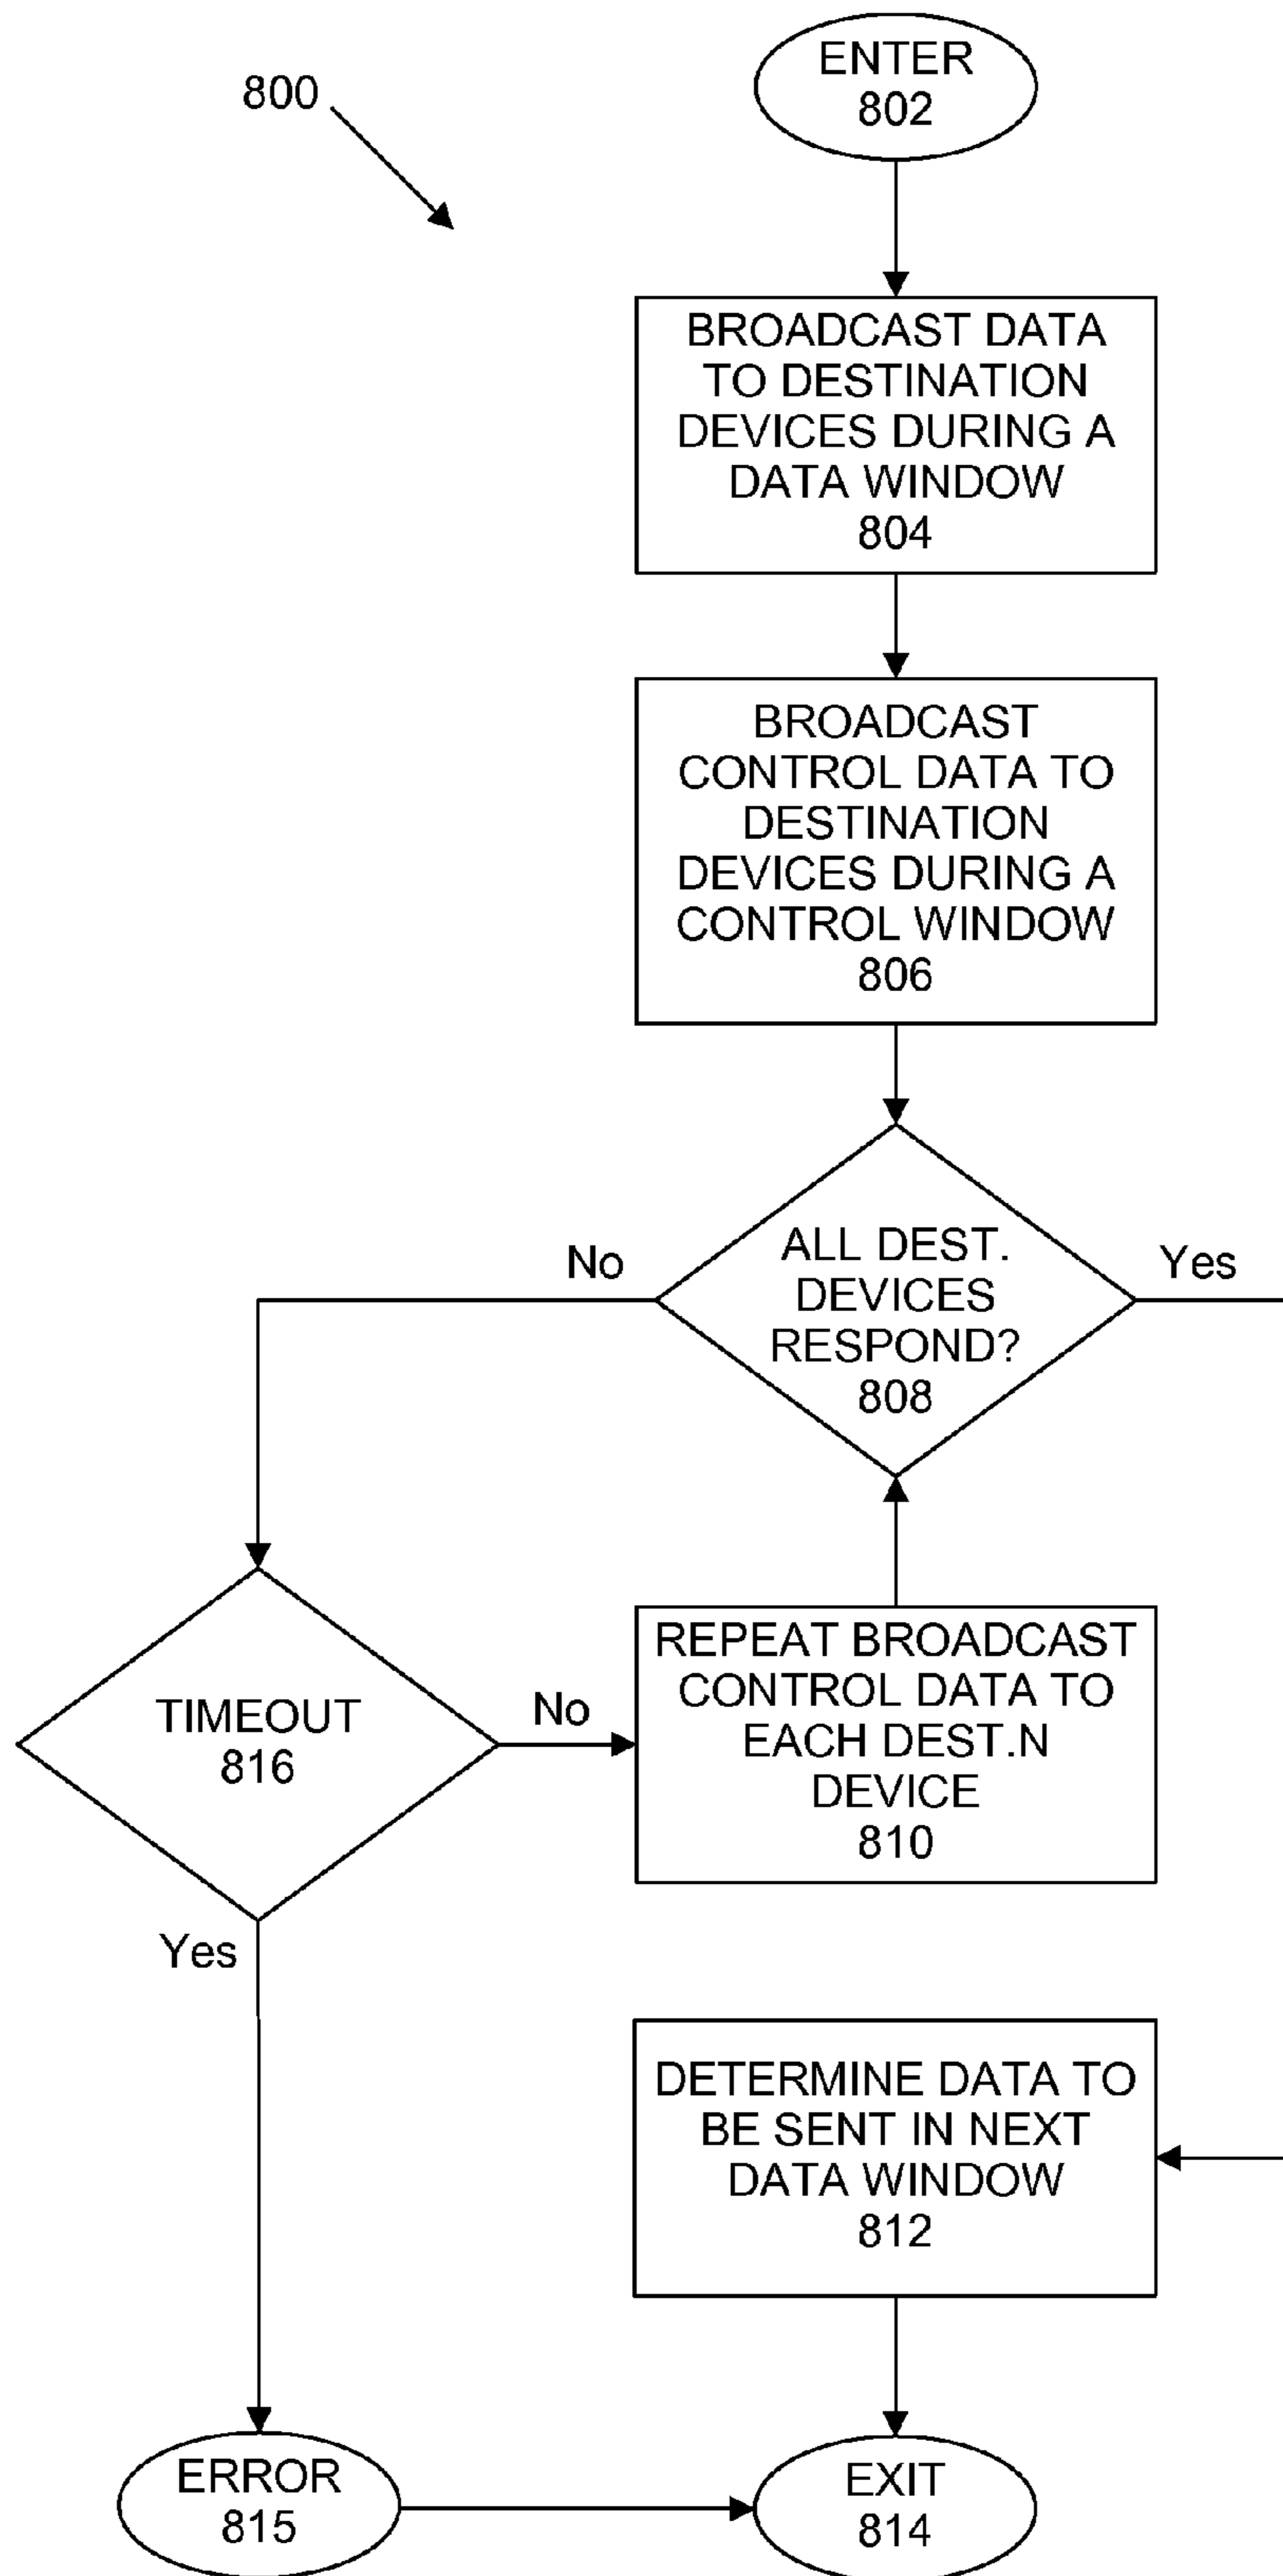 800
ENTER
802
BROADCAST DATA
TO DESTINATION
DEVICES DURING A
DATA WINDOW
804
BROADCAST
CONTROL DATA TO
DESTINATION
DEVICES DURING A
CONTROL WINDOW
806
No
ALL DEST.
DEVICES
RESPOND?
808
Yes
TIMEOUT
816
No
REPEAT BROADCAST
CONTROL DATA TO
EACH DEST.N
DEVICE
810
Yes
DETERMINE DATA TO
BE SENT IN NEXT
DATA WINDOW
812
ERROR
815
EXIT
814